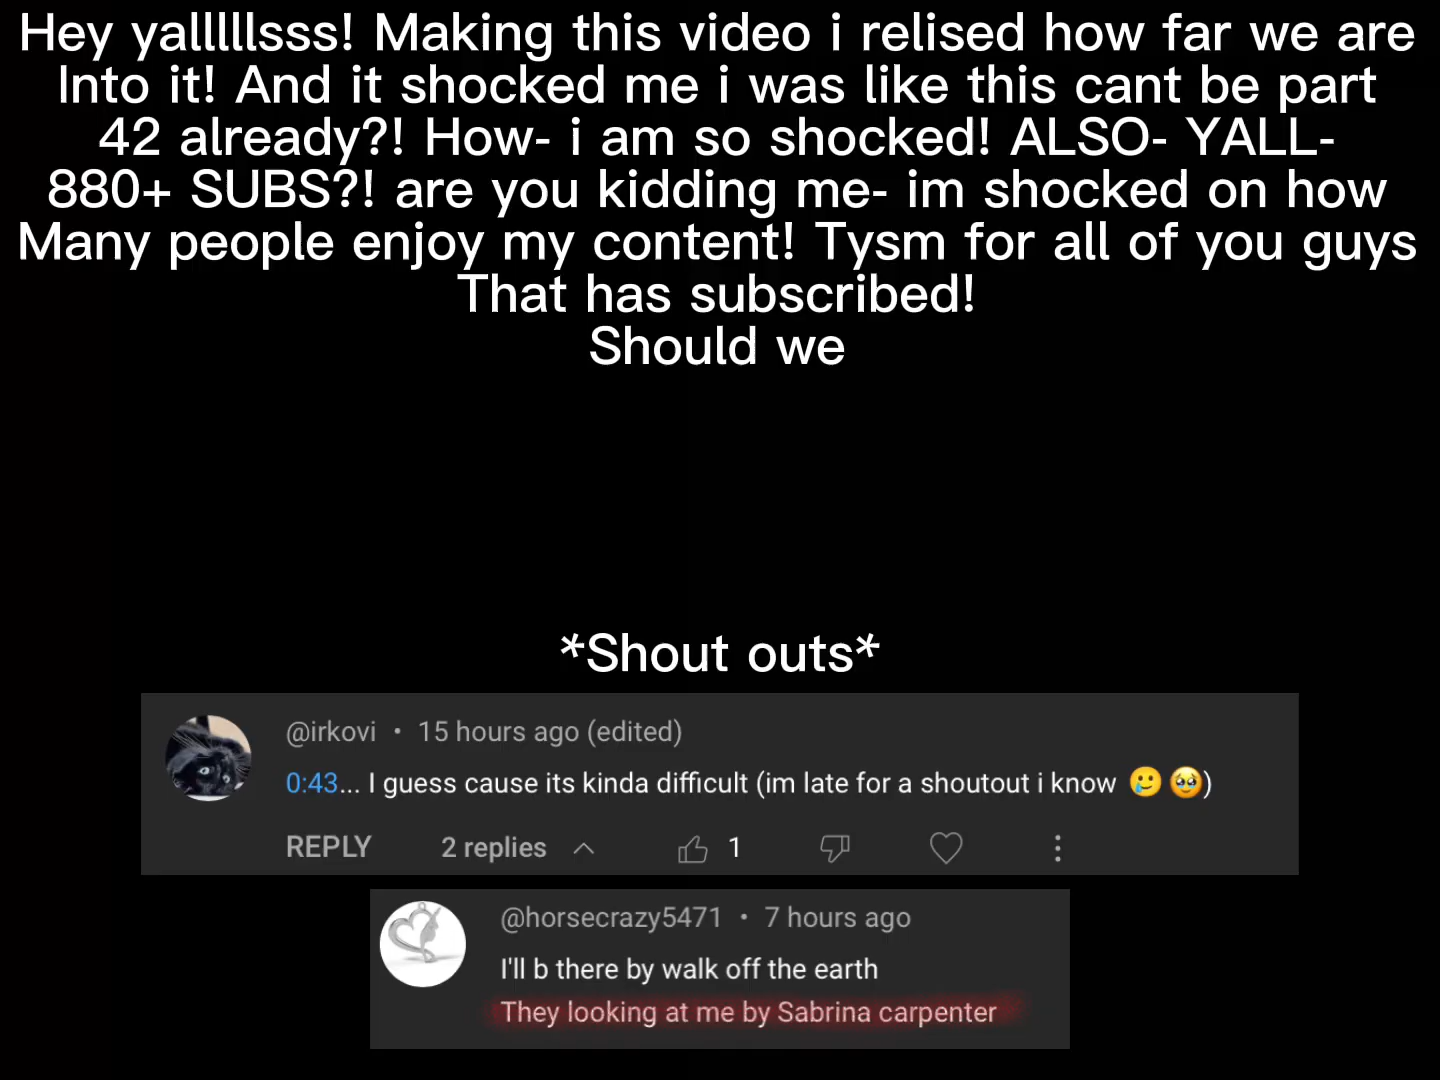 Hey yalllllsss! Making this video i relised how far we are
Into it! And it shocked me i was like this cant be part
42 already?! How- i am so shocked! ALSO- YALL-
880+ SUBS?! are you kidding me- im shocked on how
Many people enjoy my content! Tysm for all of you guys
That has subscribed!
Should we
*Shout outs*
@irkovi • 15 hours ago (edited)
0:43... I guess cause its kinda difficult (im late for a shoutout i know 🥲 🥹)
REPLY 2 replies 1
@horsecrazy5471 • 7 hours ago
I'll b there by walk off the earth
They looking at me by Sabrina carpenter